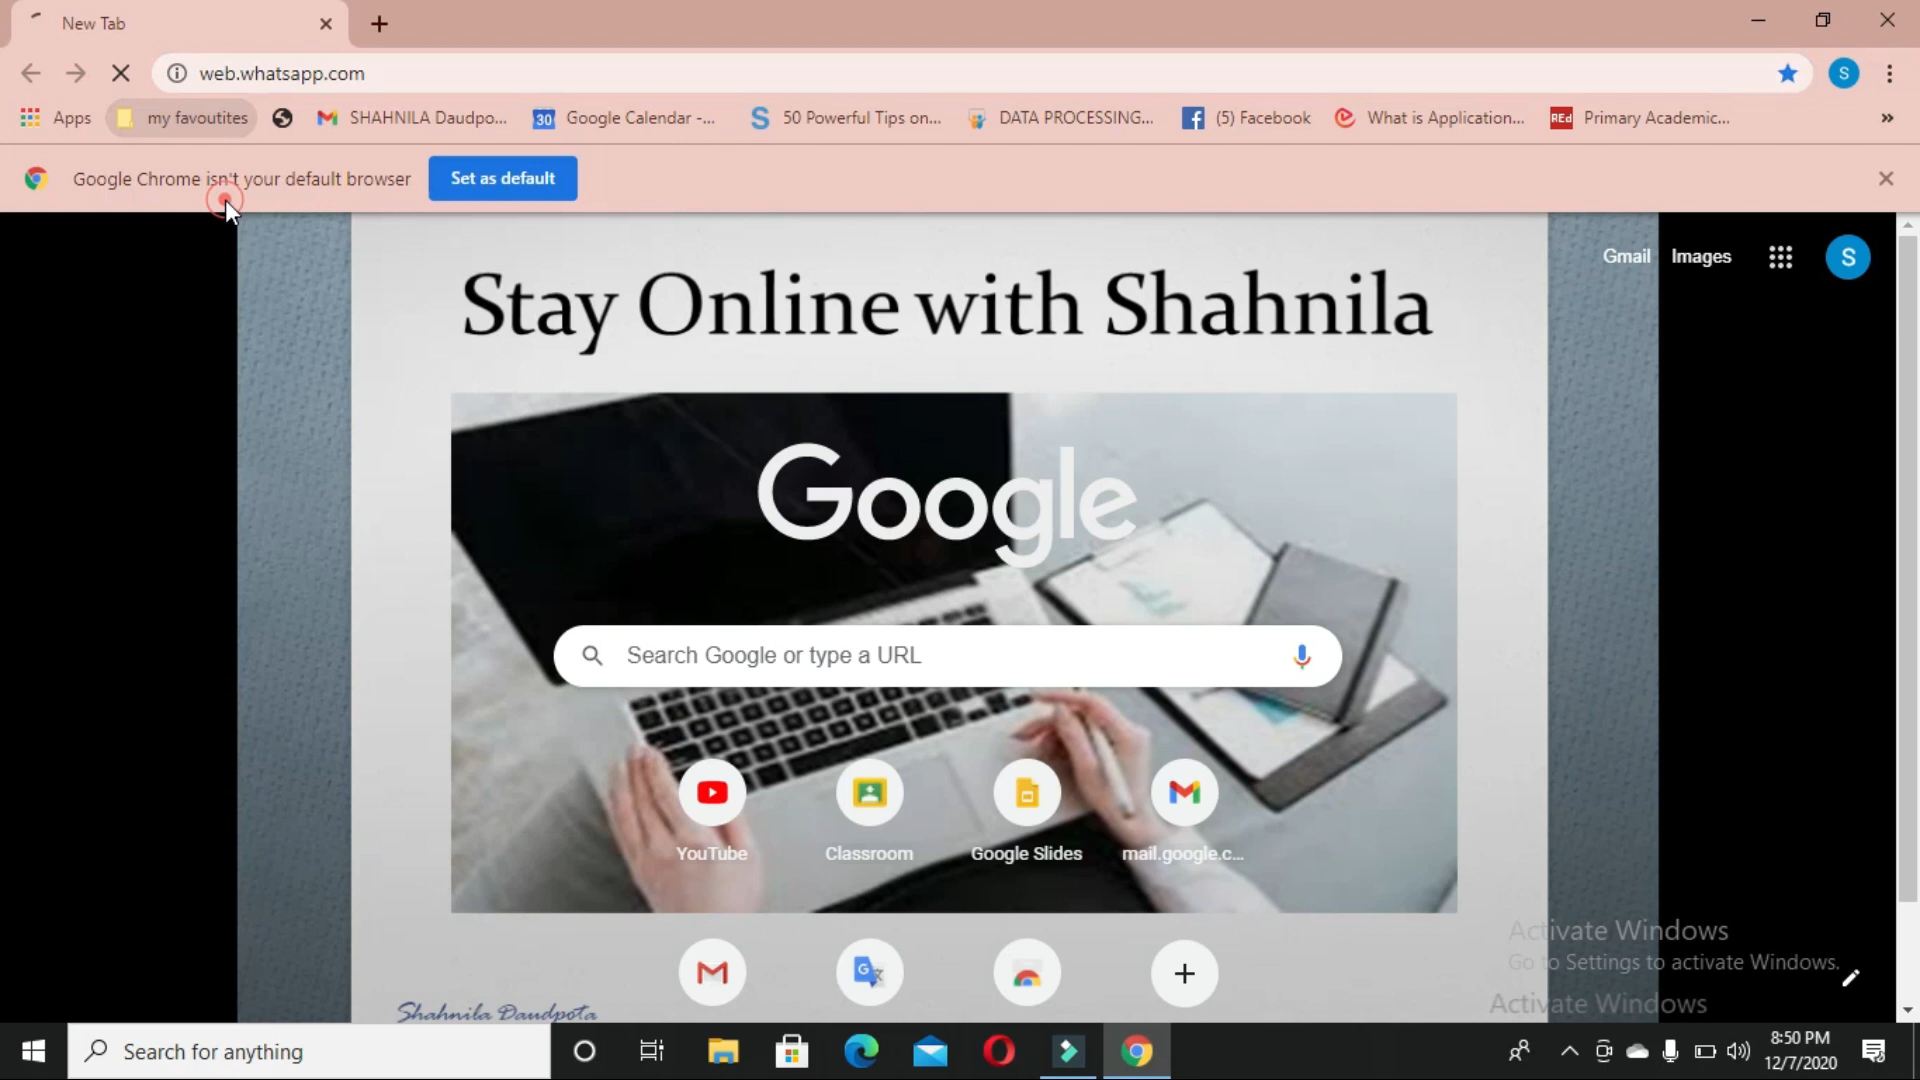 New Tab
web.whatsapp.com
S
Apps
my favoutites
SHAHNILA Daudpo...
30
Google Calendar -...
50 Powerful Tips on...
DATA PROCESSING...
(5) Facebook
What is Application...
REd
Primary Academic...
»
Google Chrome isn't your default browser
Set as default
Gmail
Images
S
Stay Online with Shahnila
Google
Search Google or type a URL
YouTube
Classroom
Google Slides
mail.google.c...
Activate Windows
Go to Settings to activate Windows.
Activate Windows
Shahnila Daudpota
Search for anything
8:50 PM
12/7/2020